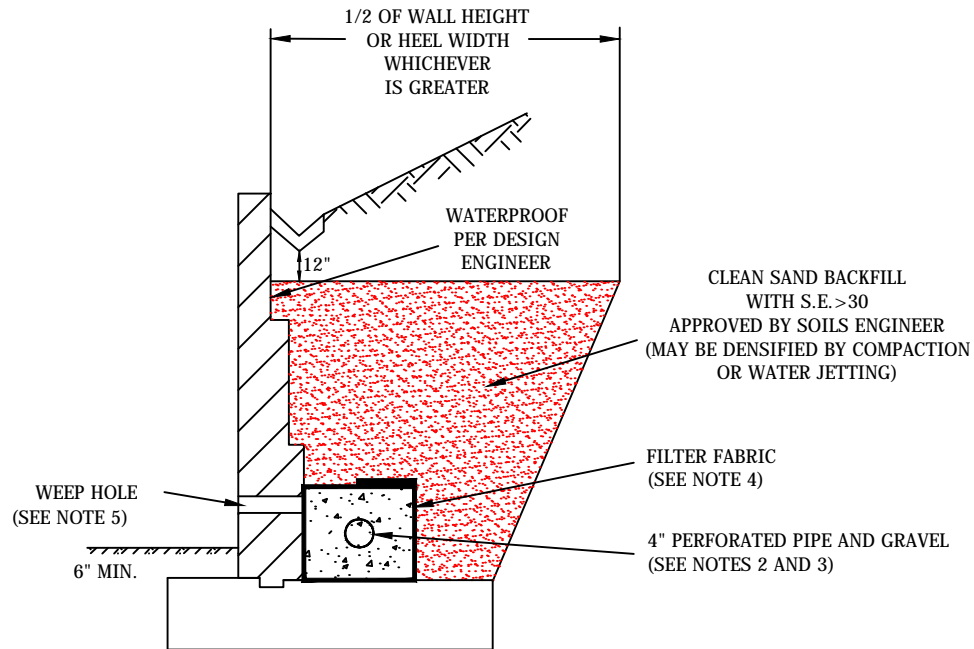 1/2 OF WALL HEIGHT
OR HEEL WIDTH
WHICHEVER
IS GREATER
WATERPROOF
PER DESIGN
ENGINEER
12"
CLEAN SAND BACKFILL
WITH S.E.>30
APPROVED BY SOILS ENGINEER
(MAY BE DENSIFIED BY COMPACTION
OR WATER JETTING)
FILTER FABRIC
(SEE NOTE 4)
WEEP HOLE
(SEE NOTE 5)
4" PERFORATED PIPE AND GRAVEL
(SEE NOTES 2 AND 3)
6" MIN.